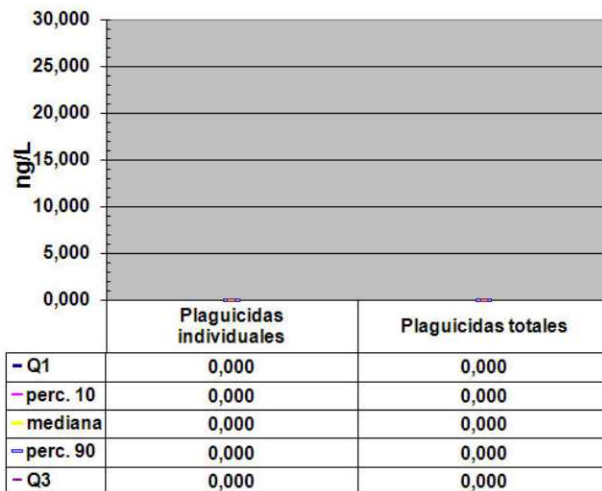 30,000
25,000
20,000
15,000
10,000
5,000
0,000
ng/L
Plaguicidas individuales
Plaguicidas totales
Q1 0,000 0,000
perc. 10 0,000 0,000
mediana 0,000 0,000
perc. 90 0,000 0,000
Q3 0,000 0,000